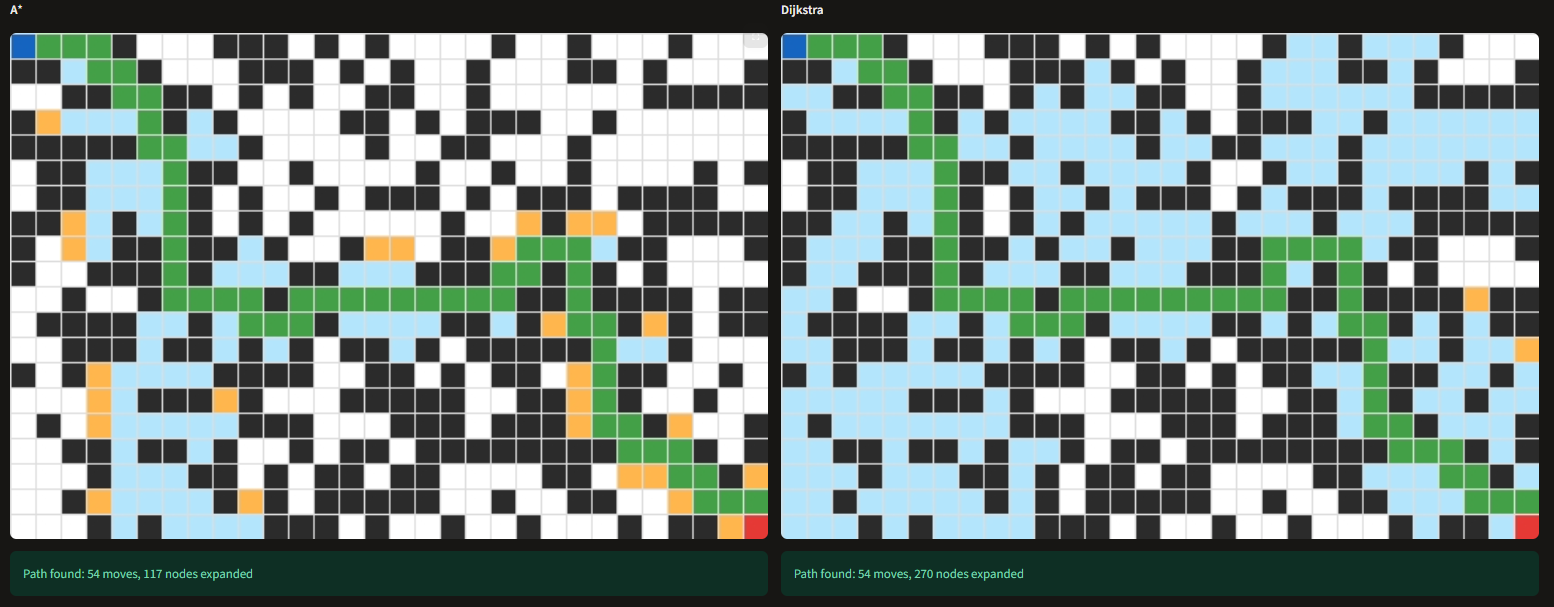 A*
Dijkstra
Path found: 54 moves, 117 nodes expanded
Path found: 54 moves, 270 nodes expanded